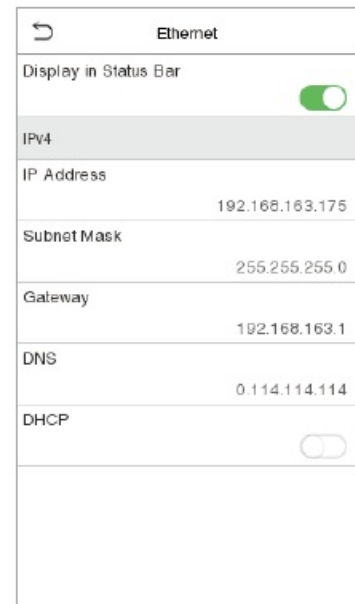 Ethernet
Display in Status Bar
IPv4
IP Address
192.168.163.175
Subnet Mask
255.255.255.0
Gateway
192.168.163.1
DNS
0.114.114.114
DHCP